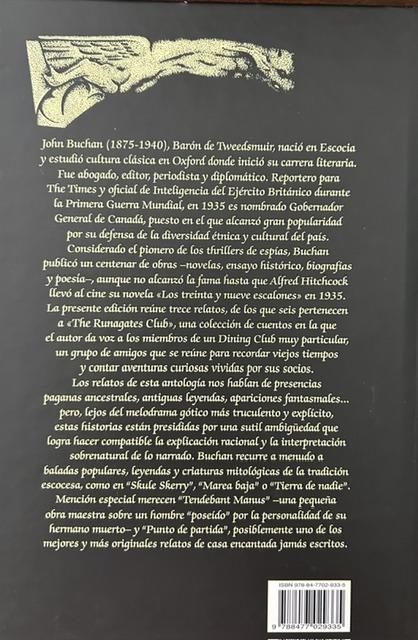 John Buchan (1875-1940), Barón de Tweedsmuir, nació en Escocia
y estudió cultura clásica en Oxford donde inició su carrera literaria.
Fue abogado, editor, periodista y diplomático. Reportero para
The Times y oficial de Inteligencia del Ejército Británico durante
la Primera Guerra Mundial, en 1935 es nombrado Gobernador
General de Canadá, puesto en el que alcanzó gran popularidad
por su defensa de la diversidad étnica y cultural del país.
Considerado el pionero de los thrillers de espías, Buchan
publicó un centenar de obras –novelas, ensayo histórico, biografías
y poesía–, aunque no alcanzó la fama hasta que Alfred Hitchcock
llevó al cine su novela «Los treinta y nueve escalones» en 1935.
La presente edición reúne trece relatos, de los que seis pertenecen
a «The Runagates Club», una colección de cuentos en la que
el autor da voz a los miembros de un Dining Club muy particular,
un grupo de amigos que se reúne para recordar viejos tiempos
y contar aventuras curiosas vividas por sus socios.
Los relatos de esta antología nos hablan de presencias
paganas ancestrales, antiguas leyendas, apariciones fantasmales...
pero, lejos del melodrama gótico más truculento y explícito,
estas historias están presididas por una sutil ambigüedad que
logra hacer compatible la explicación racional y la interpretación
sobrenatural de lo narrado. Buchan recurre a menudo a
baladas populares, leyendas y criaturas mitológicas de la tradición
escocesa, como en "Skule Skerry", "Marea baja" o "Tierra de nadie".
Mención especial merecen "Tendebant Manus" –una pequeña
obra maestra sobre un hombre "poseído" por la personalidad de su
hermano muerto– y "Punto de partida", posiblemente uno de los
mejores y más originales relatos de casa encantada jamás escritos.
ISBN 978-84-7702-933-5
9 788477 029335